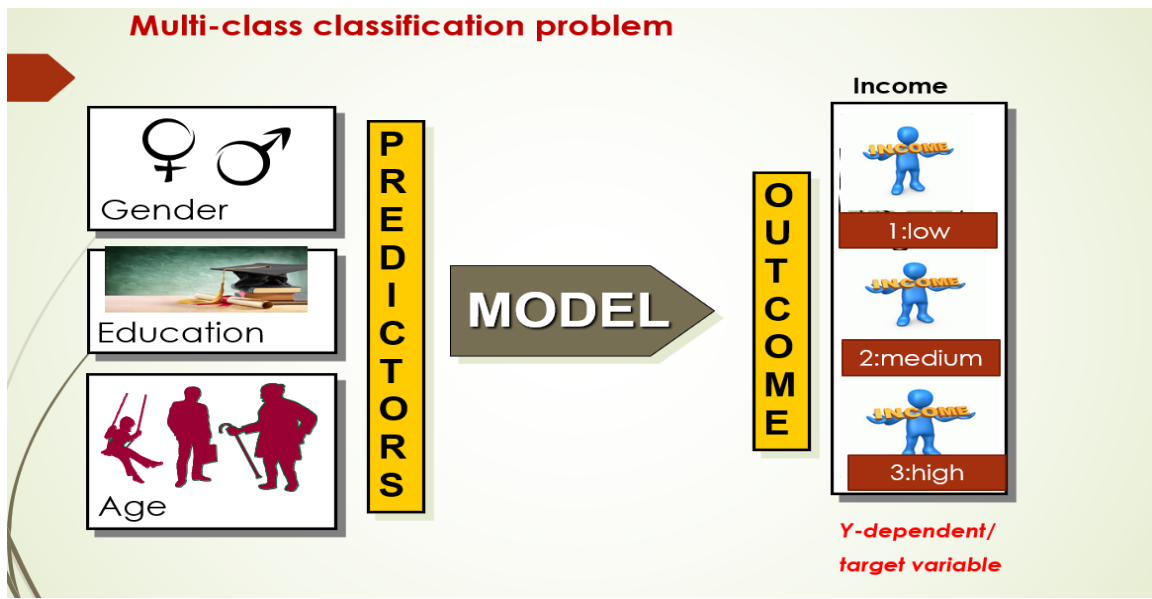 Multi-class classification problem
Gender
Education
Age
PREDICTORS
MODEL
OUTCOME
Income
INCOME
1:low
INCOME
2:medium
INCOME
3:high
Y-dependent/
target variable